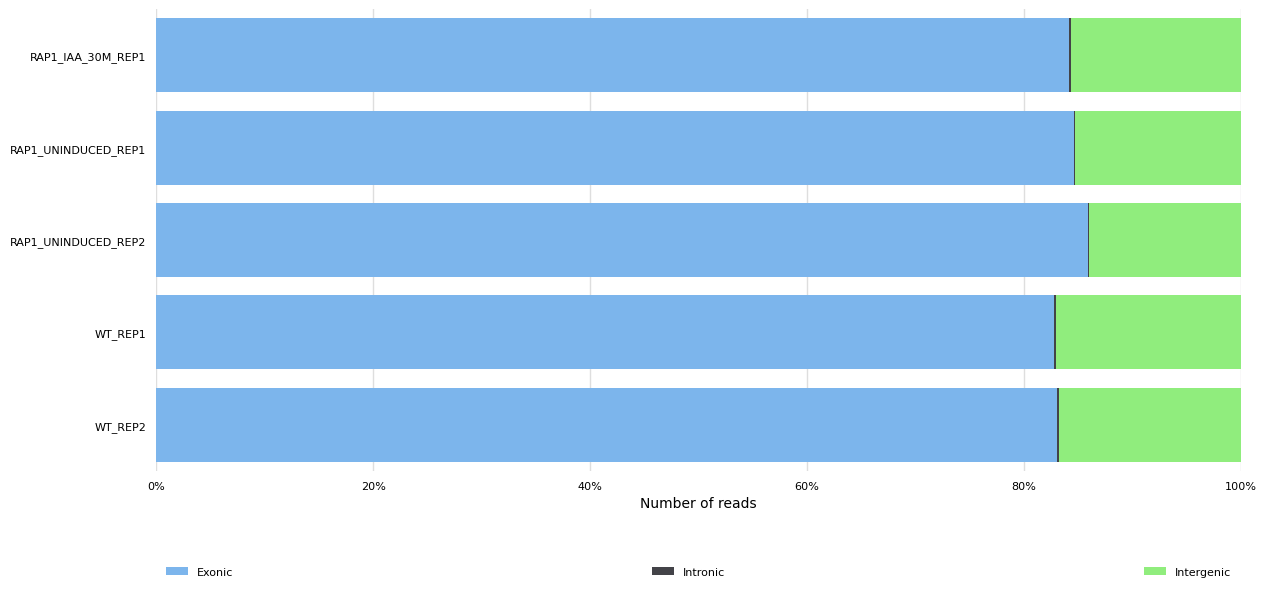 RAP1_IAA_30M_REP1
RAP1_UNINDUCED_REP1
RAP1_UNINDUCED_REP2
WT_REP1
WT_REP2
0% 20% 40% 60% 80% 100%
Number of reads
Exonic Intronic Intergenic